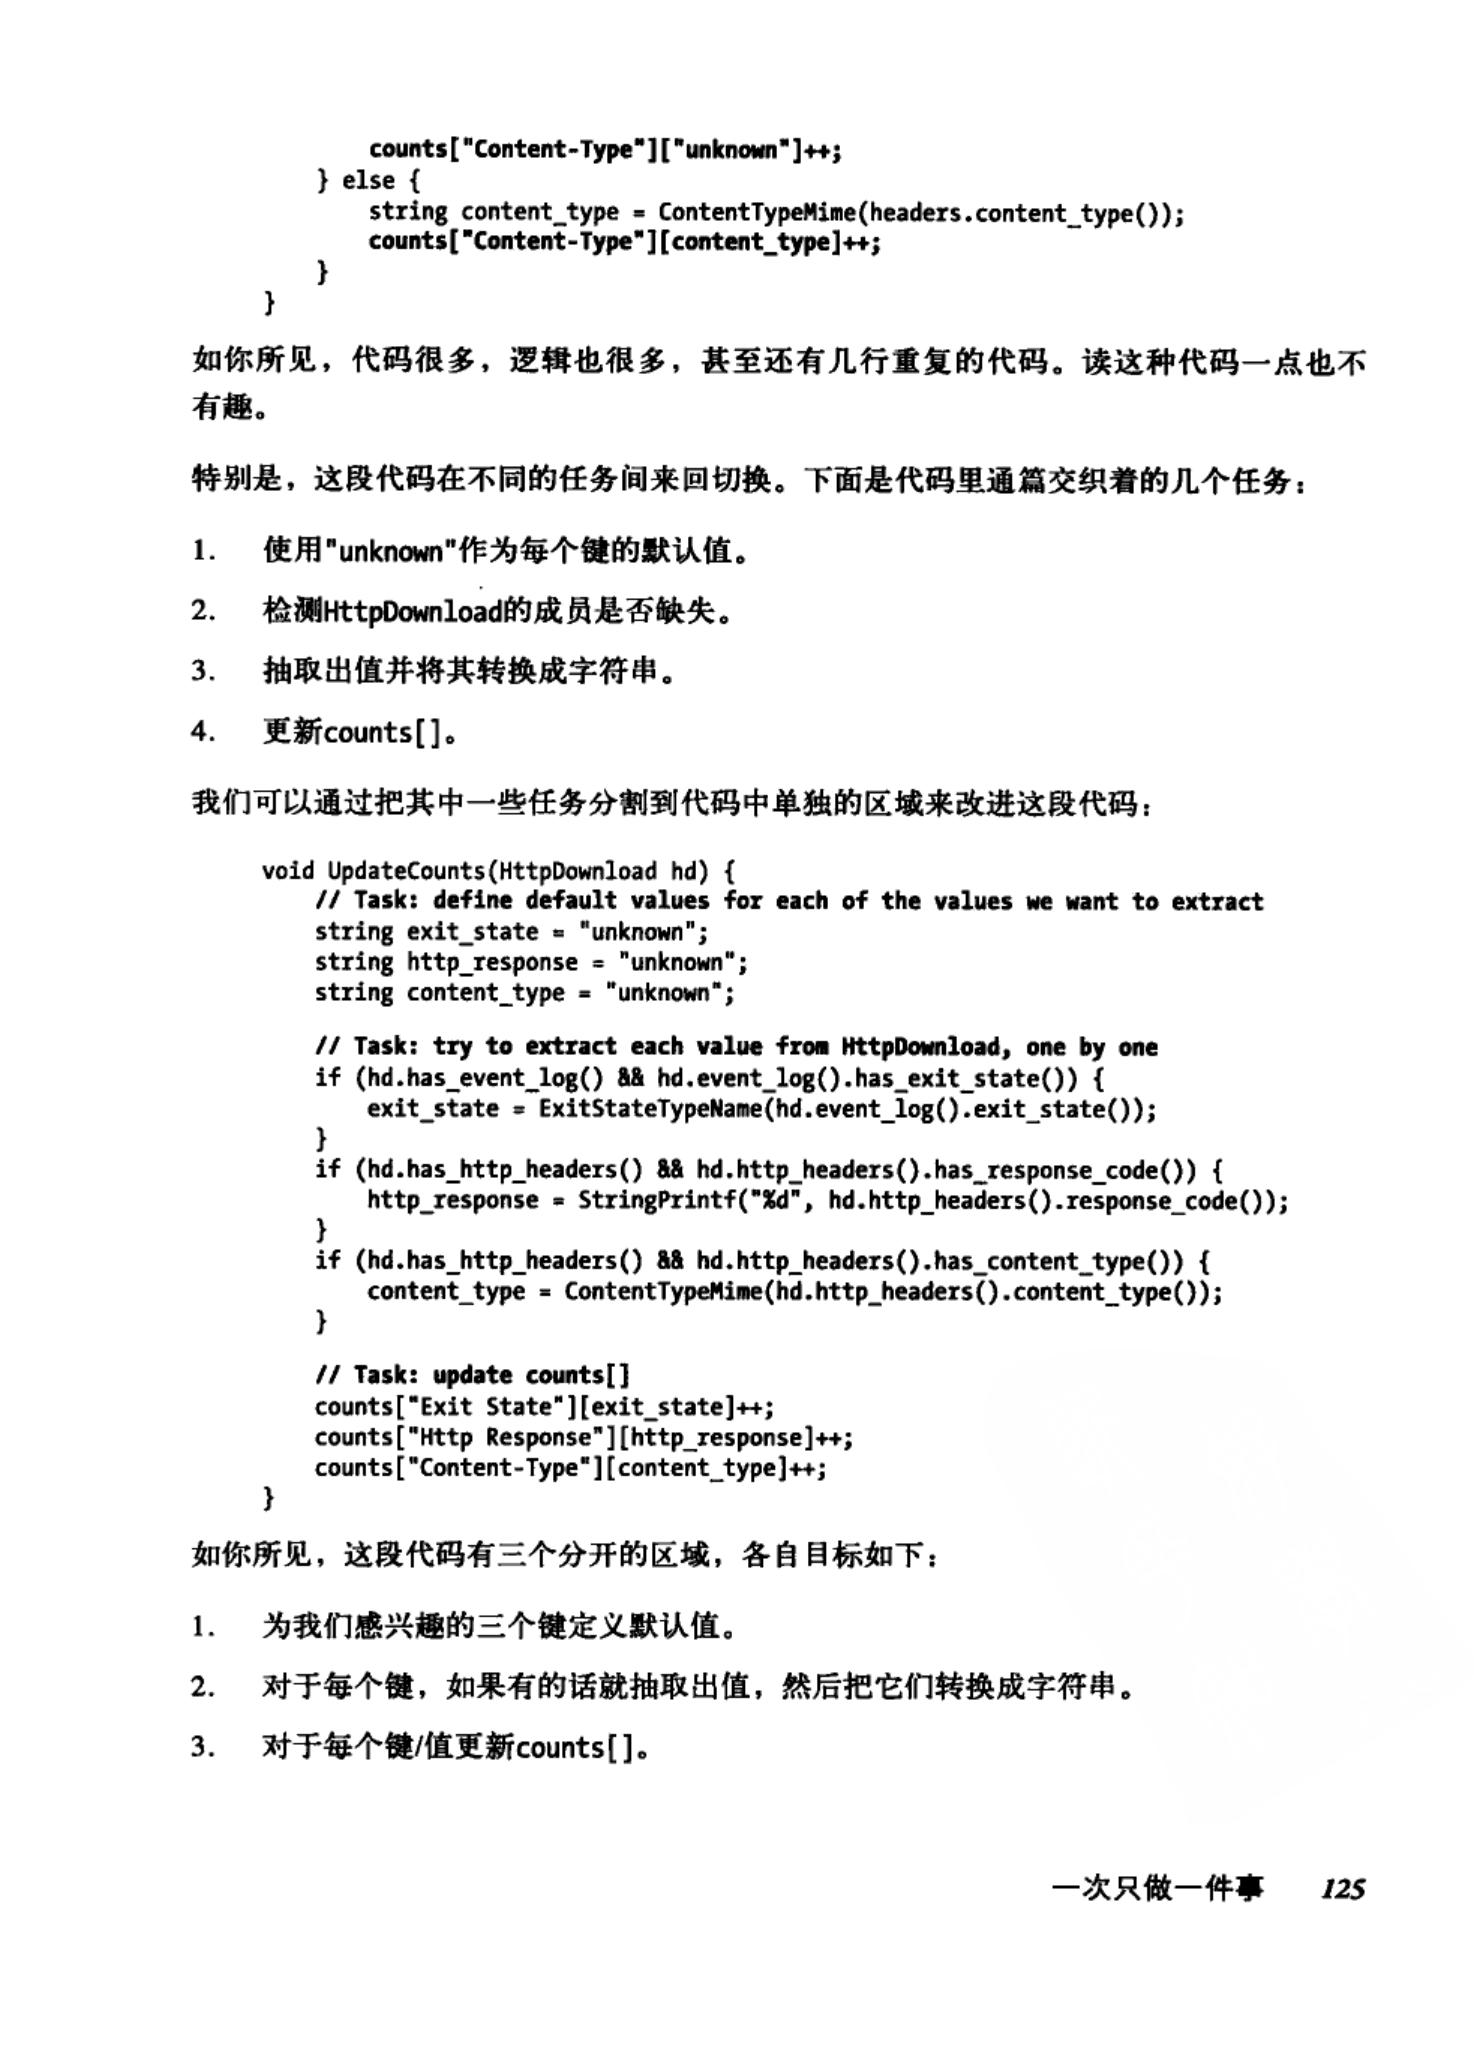 counts["Content-Type"]["unknown"]++;
} else {
string content_type = ContentTypeMime(headers.content_type());
counts["Content-Type"][content_type]++;
}
}
如你所见，代码很多，逻辑也很多，甚至还有几行重复的代码。读这种代码一点也不
有趣。
特别是，这段代码在不同的任务间来回切换。下面是代码里通篇交织着的几个任务：
1. 使用"unknown"作为每个键的默认值。
2. 检测HttpDownload的成员是否缺失。
3. 抽取出值并将其转换成字符串。
4. 更新counts[]。
我们可以通过把其中一些任务分割到代码中单独的区域来改进这段代码：
void UpdateCounts(HttpDownload hd) {
// Task: define default values for each of the values we want to extract
string exit_state = "unknown";
string http_response = "unknown";
string content_type = "unknown";
// Task: try to extract each value from HttpDownload, one by one
if (hd.has_event_log() && hd.event_log().has_exit_state()) {
exit_state = ExitStateTypeName(hd.event_log().exit_state());
}
if (hd.has_http_headers() && hd.http_headers().has_response_code()) {
http_response = StringPrintf("%d", hd.http_headers().response_code());
}
if (hd.has_http_headers() && hd.http_headers().has_content_type()) {
content_type = ContentTypeMime(hd.http_headers().content_type());
}
// Task: update counts[]
counts["Exit State"][exit_state]++;
counts["Http Response"][http_response]++;
counts["Content-Type"][content_type]++;
}
如你所见，这段代码有三个分开的区域，各自目标如下：
1. 为我们感兴趣的三个键定义默认值。
2. 对于每个键，如果有的话就抽取出值，然后把它们转换成字符串。
3. 对于每个键/值更新counts[]。
一次只做一件事 125